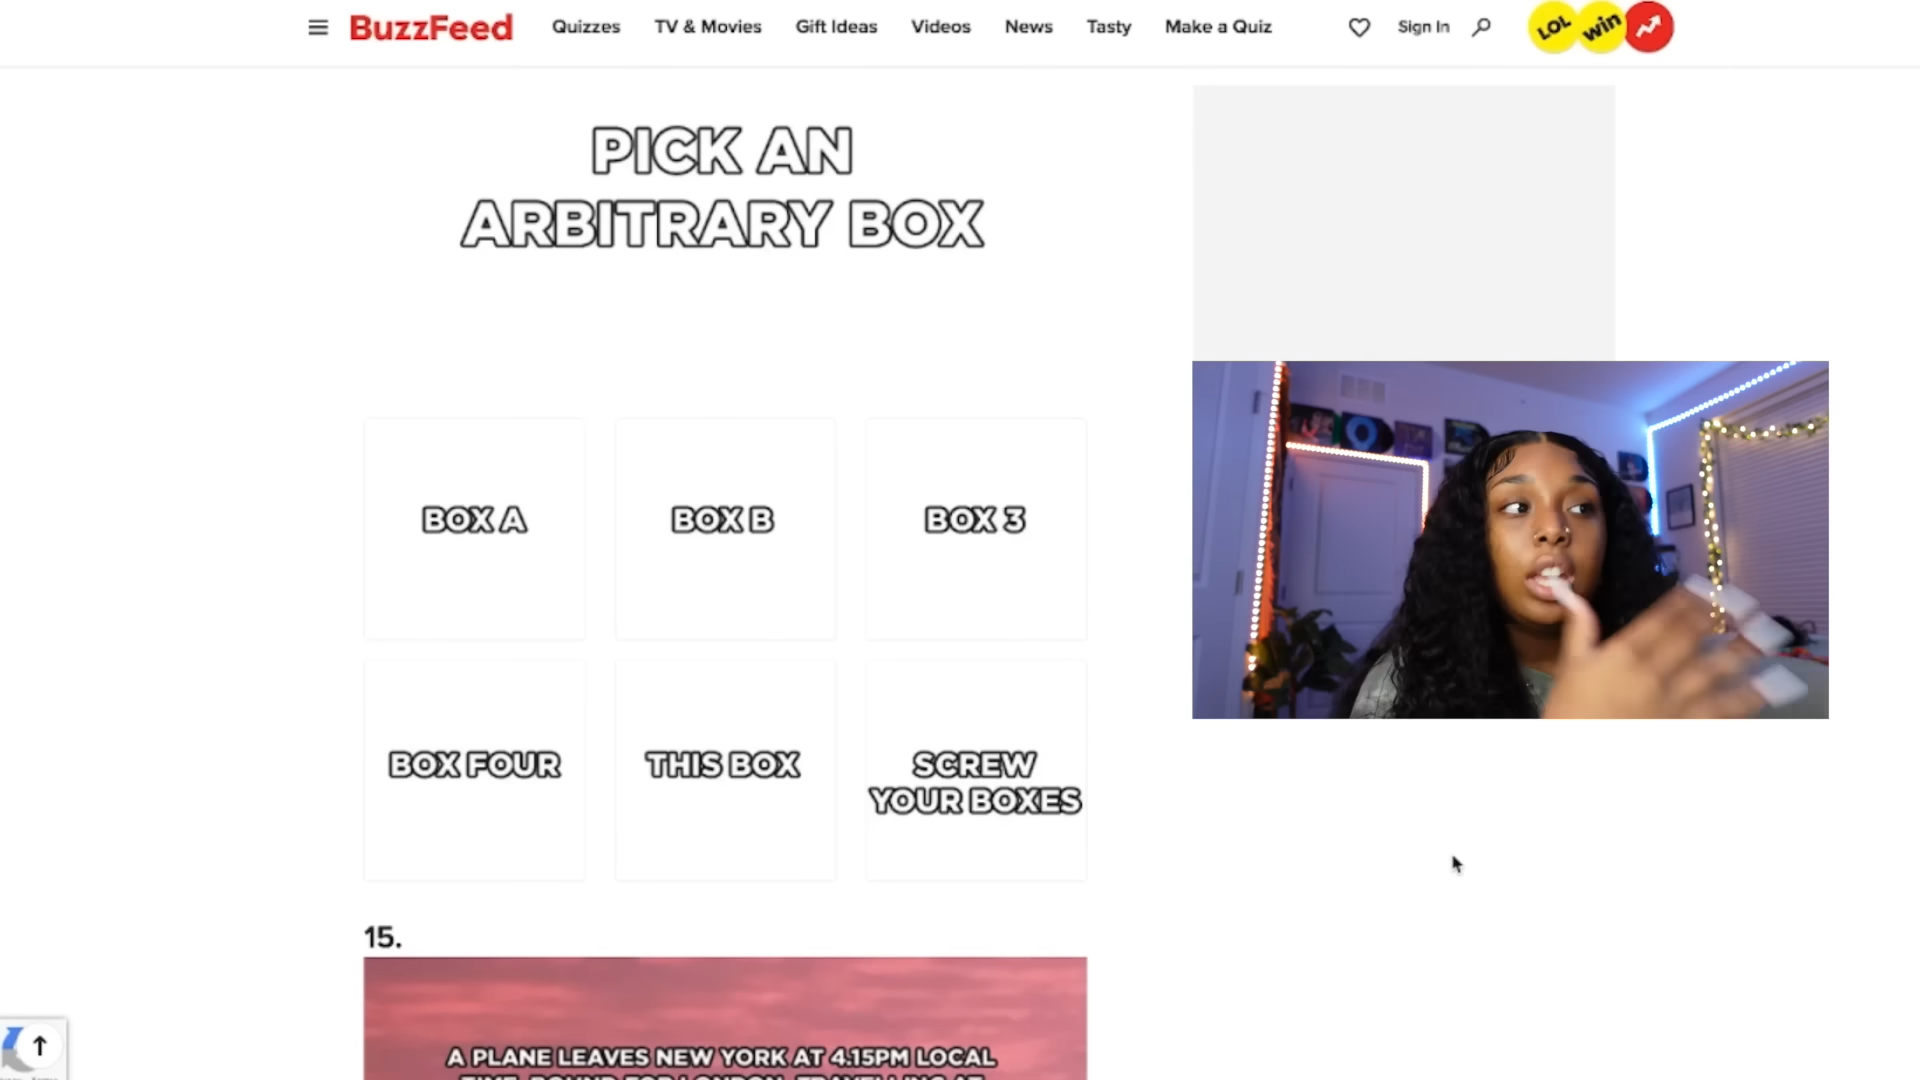 BuzzFeed Quizzes TV & Movies Gift Ideas Videos News Tasty Make a Quiz Sign In LOL win
PICK AN
ARBITRARY BOX
BOX A
BOX B
BOX 3
BOX FOUR
THIS BOX
SCREW
YOUR BOXES
15.
A PLANE LEAVES NEW YORK AT 4.15PM LOCAL